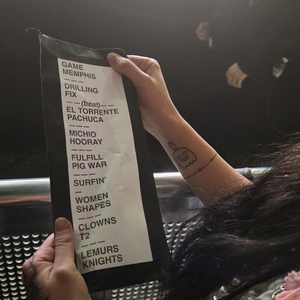 GAME
MEMPHIS
— — —
DRILLING
FIX
— — (beat) — —
EL TORRENTE
PACHUCA
— — —
MICHIO
HOORAY
— — —
FULFILL
PIG WAR
— — —
SURFIN'
—
WOMEN
SHAPES
— — —
CLOWNS
T2
— — —
LEMURS
KNIGHTS